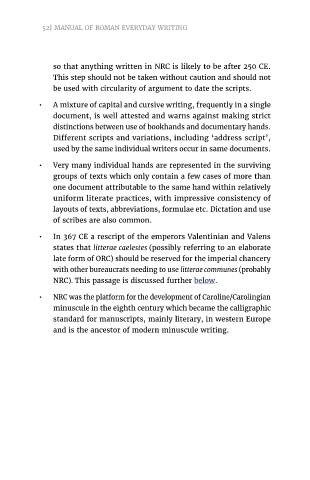 52| MANUAL OF ROMAN EVERYDAY WRITING
so that anything written in NRC is likely to be after 250 CE.
This step should not be taken without caution and should not
be used with circularity of argument to date the scripts.
• A mixture of capital and cursive writing, frequently in a single
document, is well attested and warns against making strict
distinctions between use of bookhands and documentary hands.
Different scripts and variations, including ‘address script’,
used by the same individual writers occur in same documents.
• Very many individual hands are represented in the surviving
groups of texts which only contain a few cases of more than
one document attributable to the same hand within relatively
uniform literate practices, with impressive consistency of
layouts of texts, abbreviations, formulae etc. Dictation and use
of scribes are also common.
• In 367 CE a rescript of the emperors Valentinian and Valens
states that litterae caelestes (possibly referring to an elaborate
late form of ORC) should be reserved for the imperial chancery
with other bureaucrats needing to use litterae communes (probably
NRC). This passage is discussed further below.
• NRC was the platform for the development of Caroline/Carolingian
minuscule in the eighth century which became the calligraphic
standard for manuscripts, mainly literary, in western Europe
and is the ancestor of modern minuscule writing.